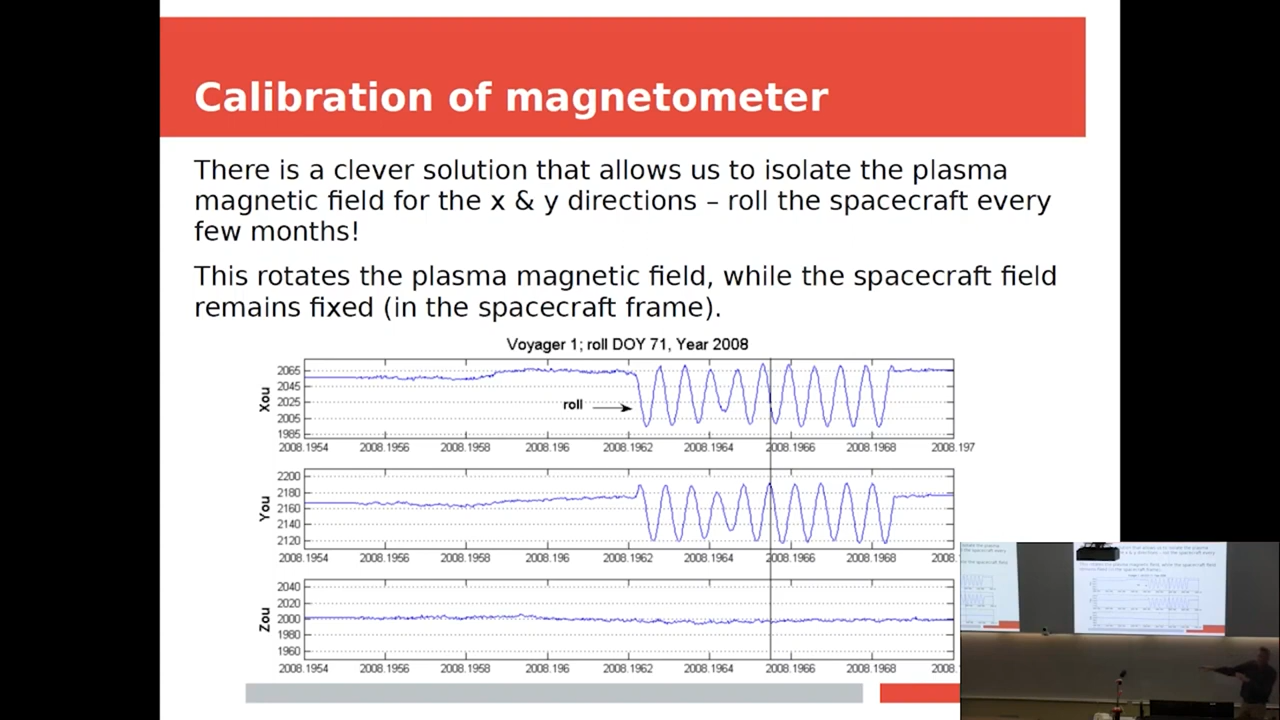 Calibration of magnetometer
There is a clever solution that allows us to isolate the plasma
magnetic field for the x & y directions – roll the spacecraft every
few months!
This rotates the plasma magnetic field, while the spacecraft field
remains fixed (in the spacecraft frame).
Voyager 1; roll DOY 71, Year 2008
Xou
2065
2045
2025
2005
1985
roll
2008.1954 2008.1956 2008.1958 2008.196 2008.1962 2008.1964 2008.1966 2008.1968 2008.197
You
2200
2180
2160
2140
2120
2008.1954 2008.1956 2008.1958 2008.196 2008.1962 2008.1964 2008.1966 2008.1968 2008.
Zou
2040
2020
2000
1980
1960
2008.1954 2008.1956 2008.1958 2008.196 2008.1962 2008.1964 2008.1966 2008.1968 2008.